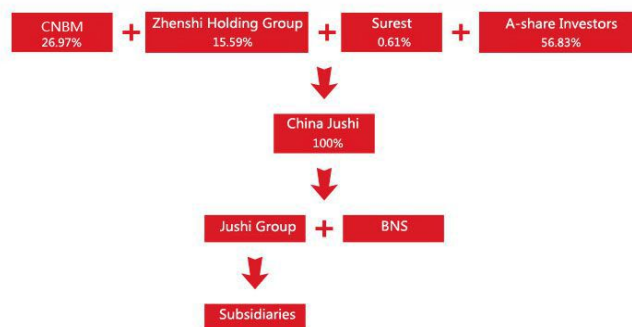 CNBM
26.97%
+
Zhenshi Holding Group
15.59%
+
Surest
0.61%
+
A-share Investors
56.83%
China Jushi
100%
Jushi Group
+
BNS
Subsidiaries